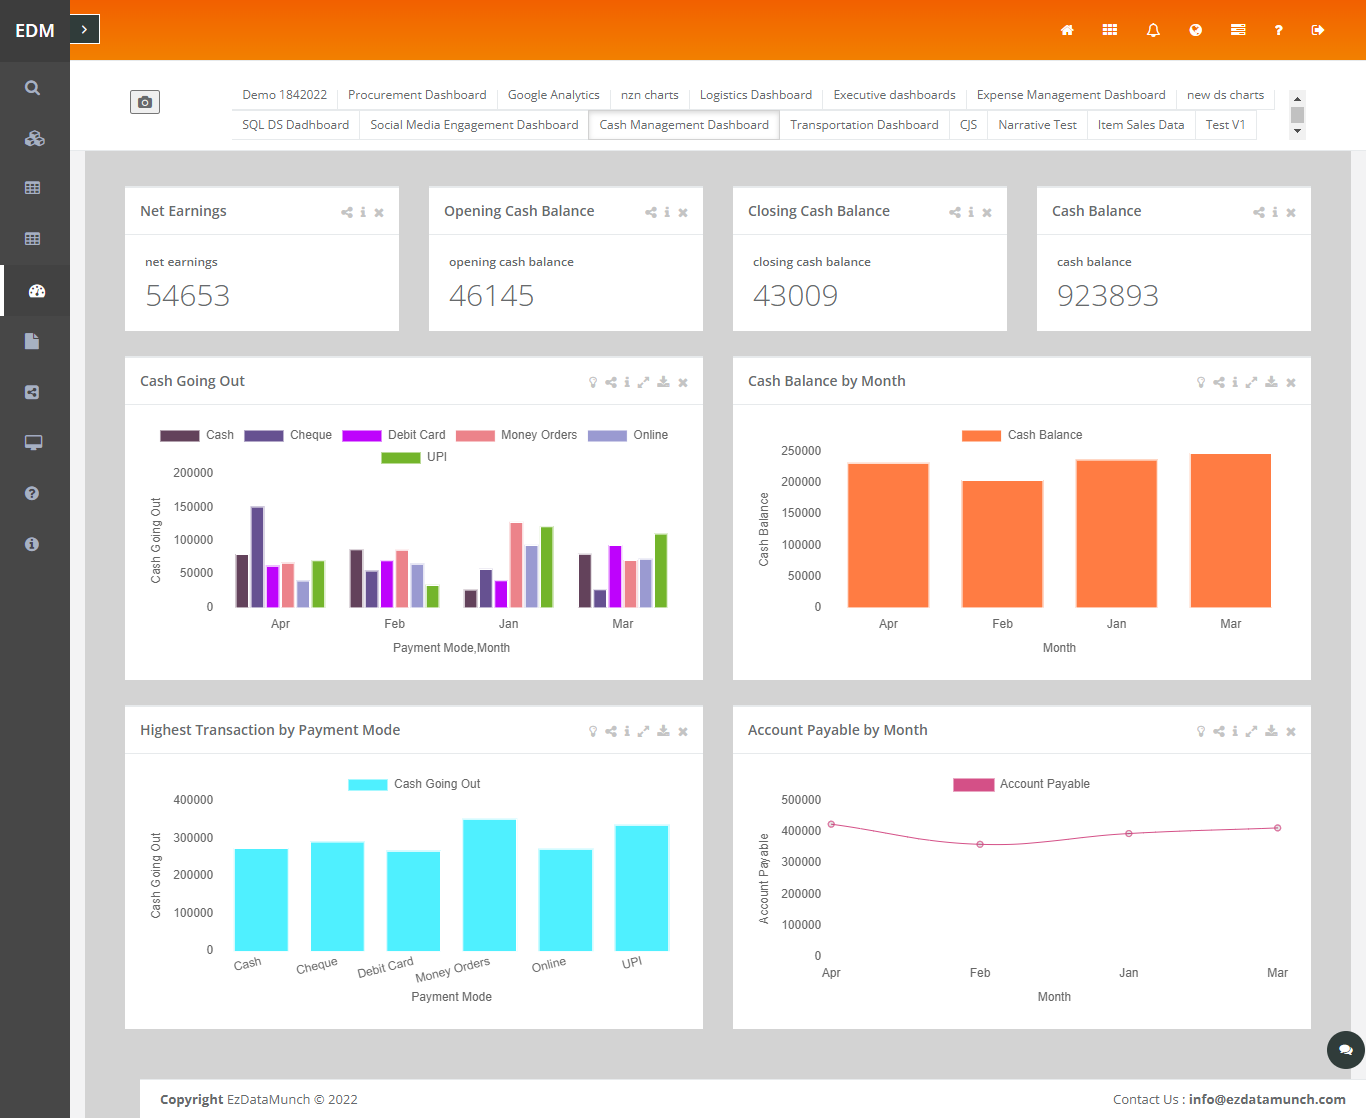 EDM
Demo 1842022 Procurement Dashboard Google Analytics nzn charts Logistics Dashboard Executive dashboards Expense Management Dashboard new ds charts
SQL DS Dadhboard Social Media Engagement Dashboard Cash Management Dashboard Transportation Dashboard CJS Narrative Test Item Sales Data Test V1
Net Earnings
net earnings
54653
Opening Cash Balance
opening cash balance
46145
Closing Cash Balance
closing cash balance
43009
Cash Balance
cash balance
923893
Cash Going Out
Cash Cheque Debit Card Money Orders Online
UPI
200000
150000
100000
50000
0
Cash Going Out
Apr Feb Jan Mar
Payment Mode,Month
Cash Balance by Month
Cash Balance
250000
200000
150000
100000
50000
0
Cash Balance
Apr Feb Jan Mar
Month
Highest Transaction by Payment Mode
Cash Going Out
400000
300000
200000
100000
0
Cash Going Out
Cash Cheque Debit Card Money Orders Online UPI
Payment Mode
Account Payable by Month
Account Payable
500000
400000
300000
200000
100000
0
Account Payable
Apr Feb Jan Mar
Month
Copyright EzDataMunch © 2022
Contact Us : info@ezdatamunch.com